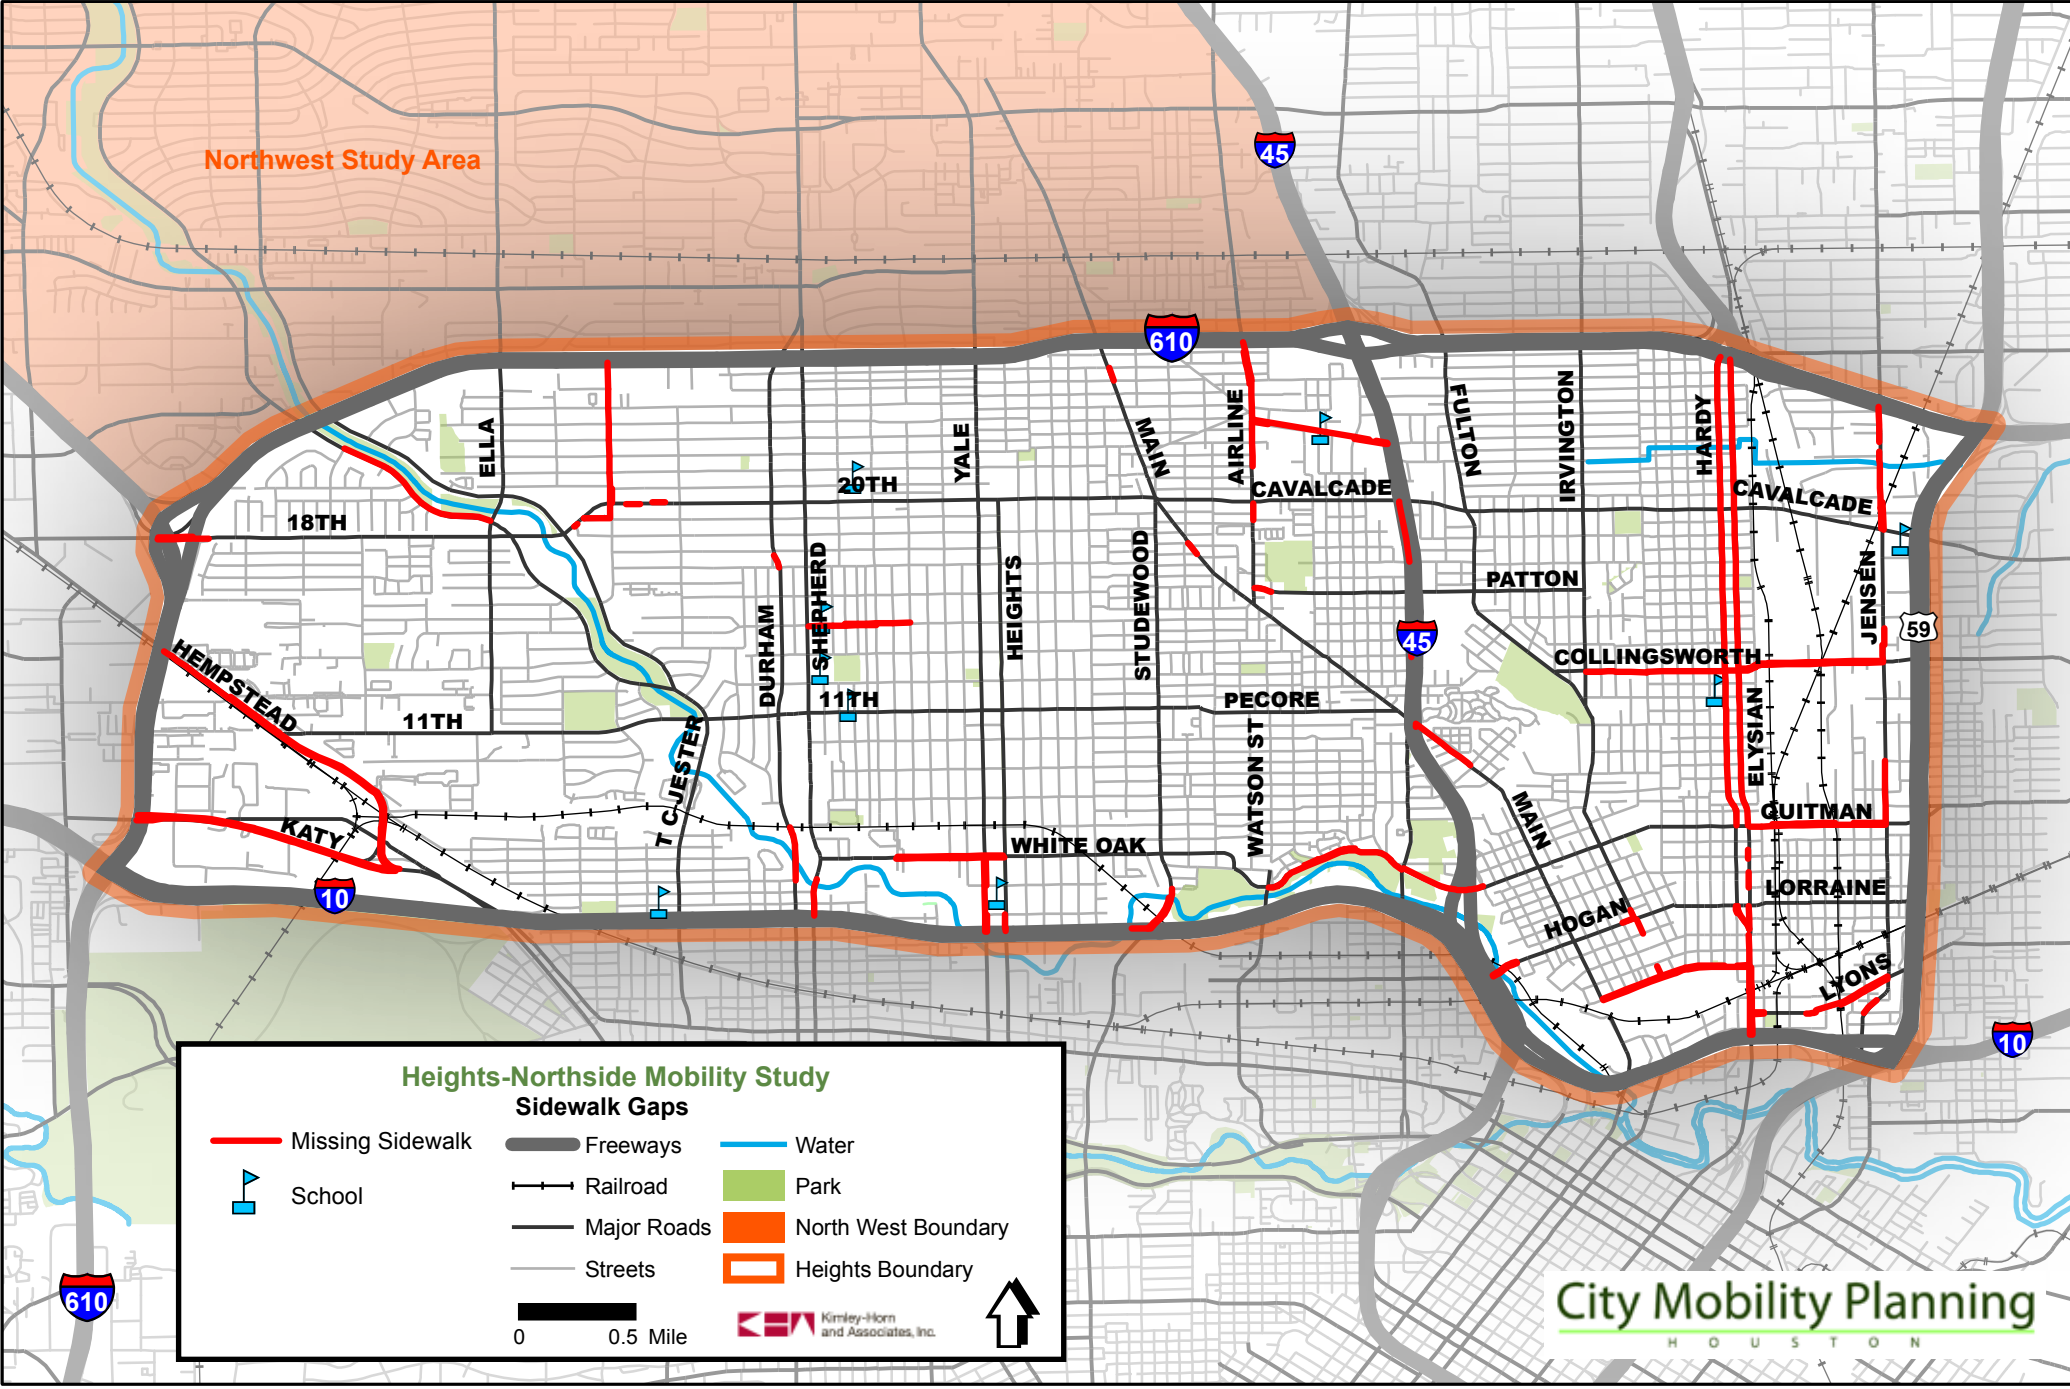 Northwest Study Area
45
610
ELLA
YALE
MAIN
AIRLINE
FULTON
IRVINGTON
HARDY
20TH
CAVALCADE
CAVALCADE
18TH
SHERPHERD
HEIGHTS
STUDEWOOD
PATTON
JENSEN
59
DURHAM
45
COLLINGSWORTH
HEMPSTEAD
11TH
11TH
PECORE
T C JESTER
WATSON ST
ELYSIAN
MAIN
QUITMAN
KATY
WHITE OAK
10
LORRAINE
HOGAN
LYONS
10
610
Heights-Northside Mobility Study
Sidewalk Gaps
Missing Sidewalk
School
Freeways
Railroad
Major Roads
Streets
Water
Park
North West Boundary
Heights Boundary
0 0.5 Mile
Kimley-Horn
and Associates, Inc.
City Mobility Planning
HOUSTON